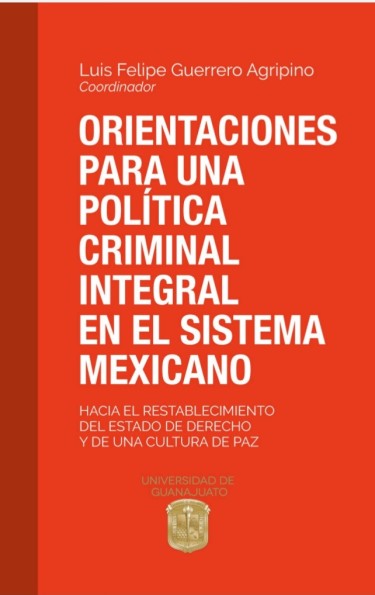 Luis Felipe Guerrero Agripino
Coordinador
ORIENTACIONES
PARA UNA
POLÍTICA
CRIMINAL
INTEGRAL
EN EL SISTEMA
MEXICANO
HACIA EL RESTABLECIMIENTO
DEL ESTADO DE DERECHO
Y DE UNA CULTURA DE PAZ
UNIVERSIDAD DE
GUANAJUATO